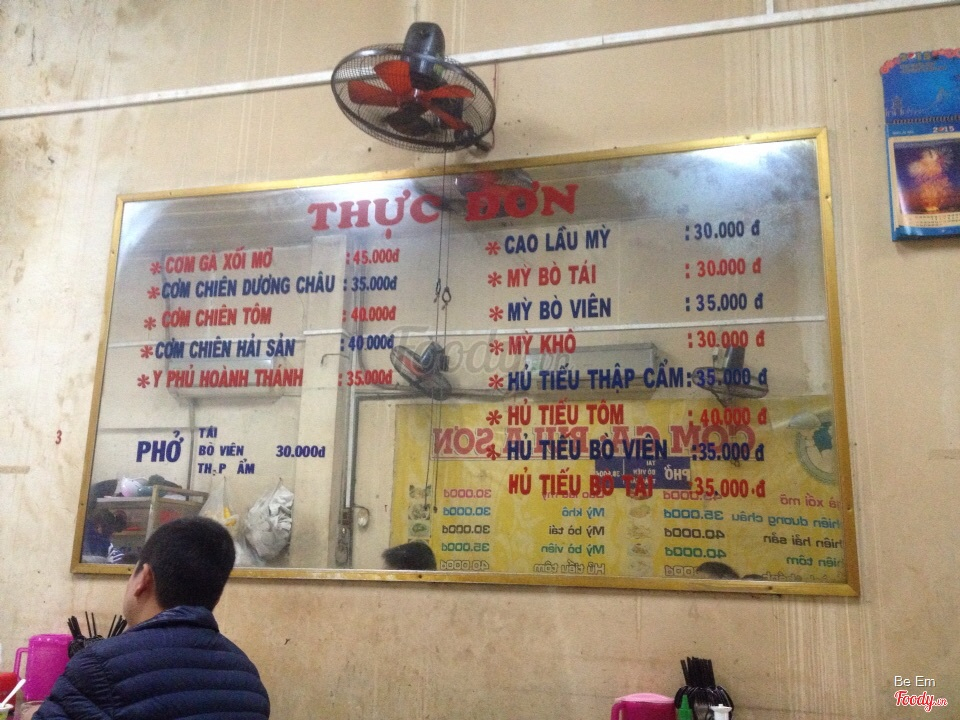 THỰC ĐƠN
* CƠM GÀ XỐI MỠ : 45.000đ
* CƠM CHIÊN DƯƠNG CHÂU : 35.000đ
* CƠM CHIÊN TÔM : 40.000đ
* CƠM CHIÊN HẢI SẢN : 40.000đ
* Y PHỦ HOÀNH THÁNH : 35.000đ
PHỞ
TÁI
BÒ VIÊN 30.000đ
* CAO LẦU MỲ : 30.000 đ
* MỲ BÒ TÁI : 30.000 đ
* MỲ BÒ VIÊN : 35.000 đ
* MỲ KHÔ : 30.000 đ
* HỦ TIẾU THẬP CẨM : 35.000 đ
* HỦ TIẾU TÔM : 40.000 đ
* HỦ TIẾU BÒ VIÊN : 35.000 đ
HỦ TIẾU BÒ TÁI : 35.000 đ
2015
3
Foody.vn
Be Em
Foody.vn